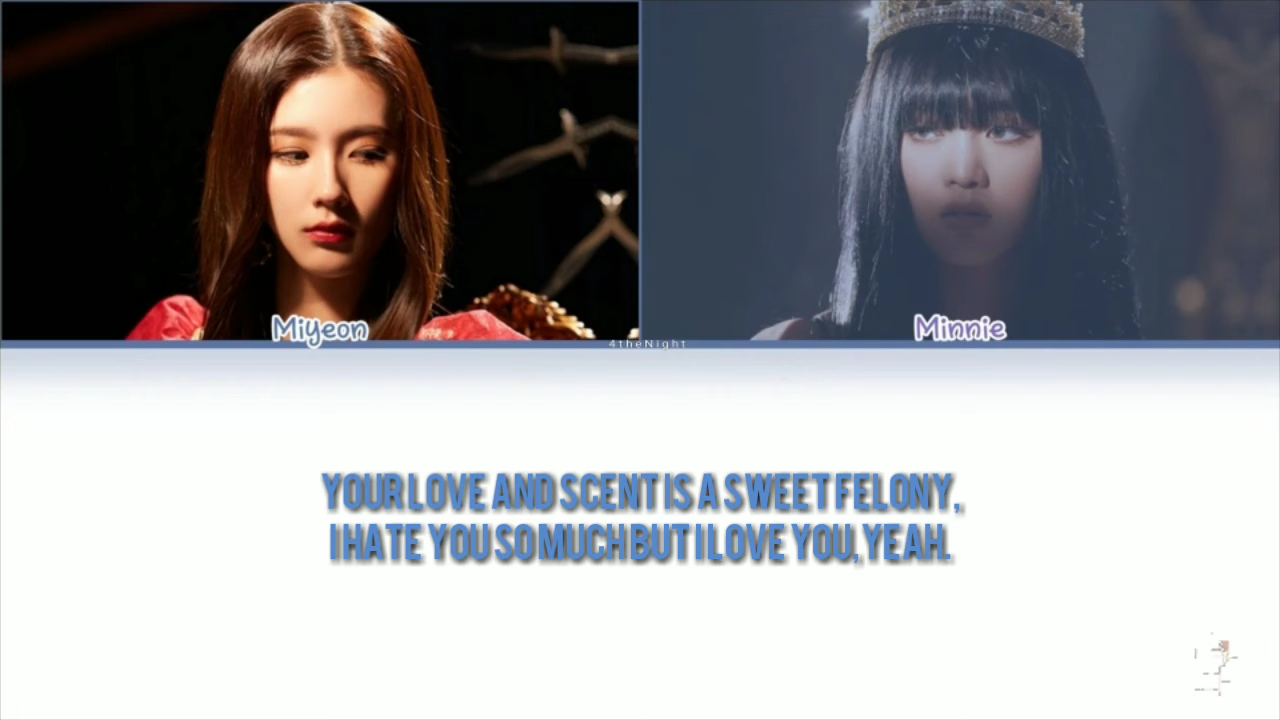 Miyeon
Minnie
4theNight
YOUR LOVE AND SCENT IS A SWEET FELONY,
I HATE YOU SO MUCH BUT I LOVE YOU, YEAH.